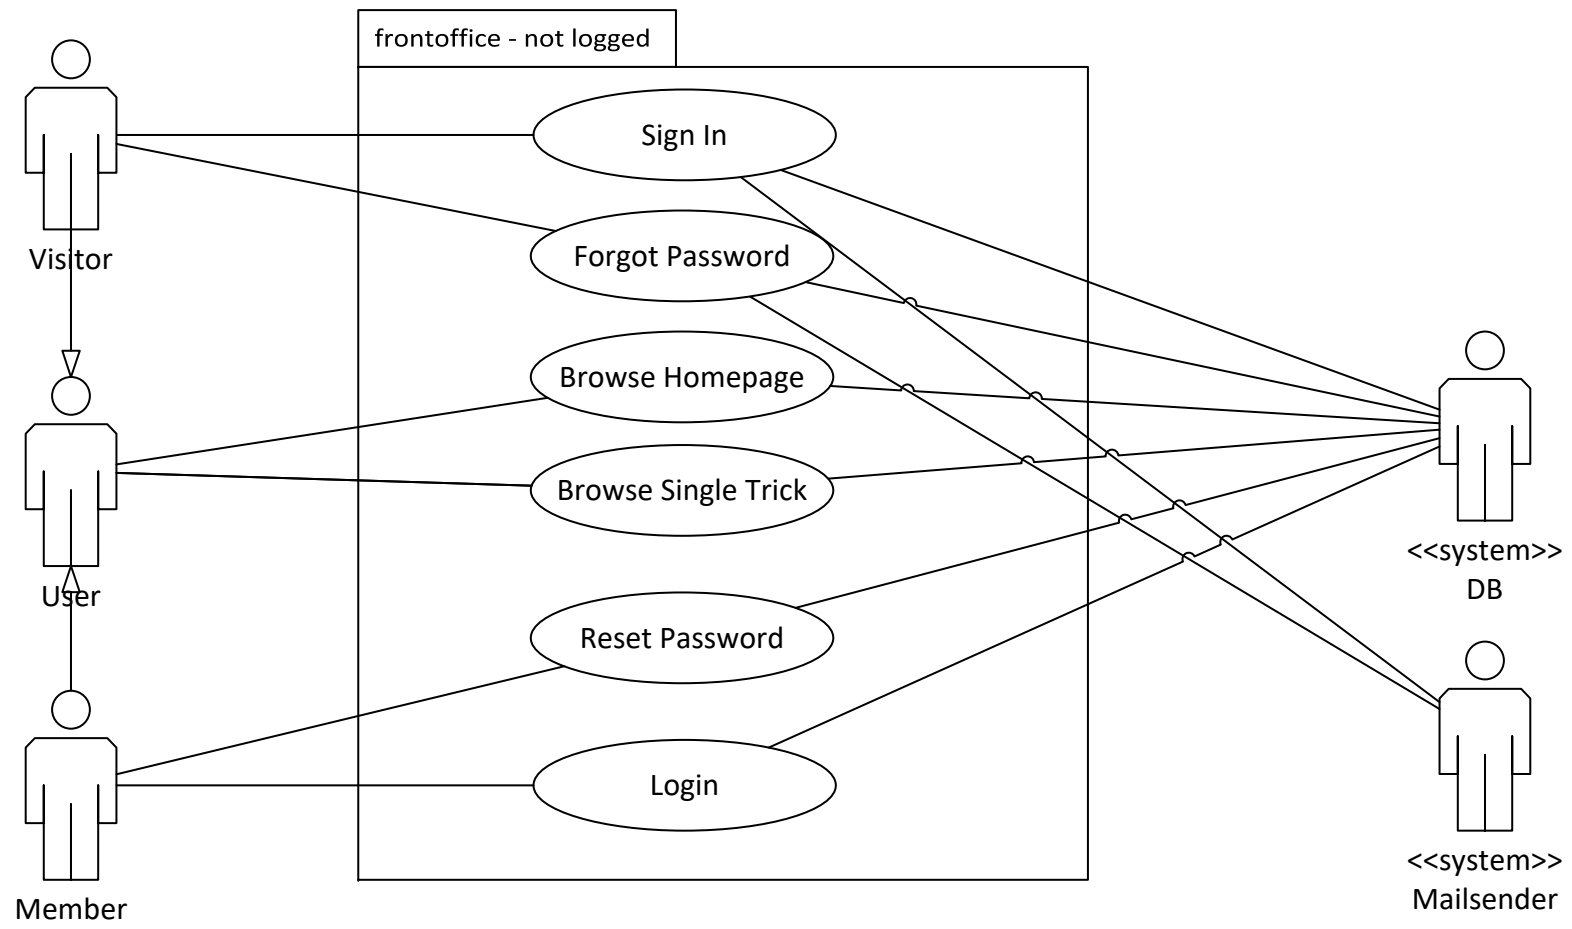 frontoffice - not logged
Sign In
Visitor
Forgot Password
Browse Homepage
Browse Single Trick
<<system>>
DB
User
Reset Password
Login
<<system>>
Mailsender
Member